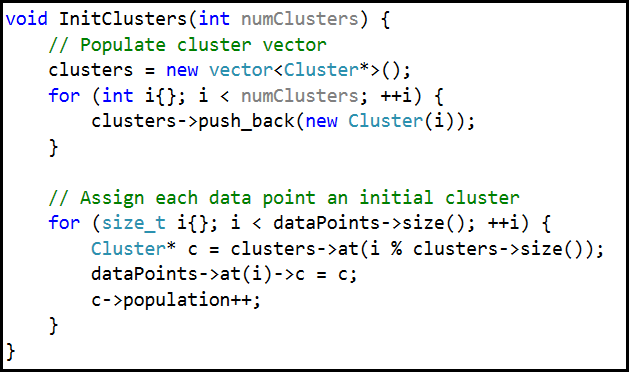 void InitClusters(int numClusters) {
    // Populate cluster vector
    clusters = new vector<Cluster*>();
    for (int i{}; i < numClusters; ++i) {
        clusters->push_back(new Cluster(i));
    }

    // Assign each data point an initial cluster
    for (size_t i{}; i < dataPoints->size(); ++i) {
        Cluster* c = clusters->at(i % clusters->size());
        dataPoints->at(i)->c = c;
        c->population++;
    }
}